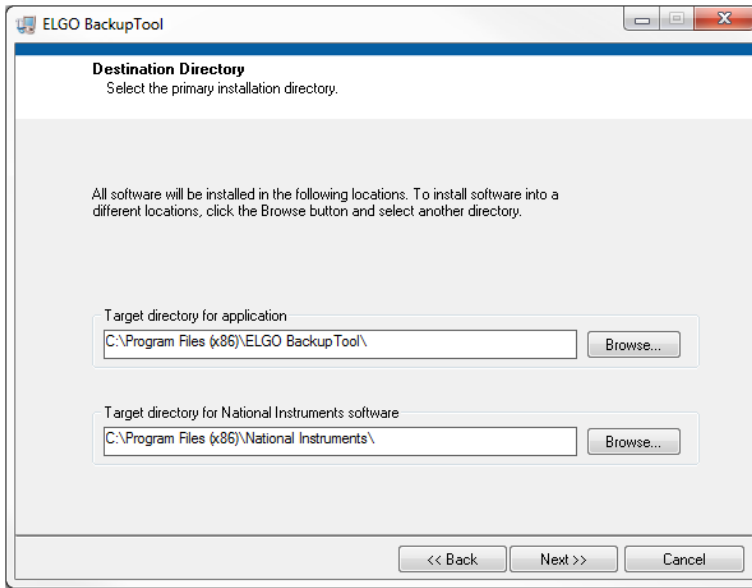 ELGO BackupTool
Destination Directory
Select the primary installation directory.
All software will be installed in the following locations. To install software into a
different locations, click the Browse button and select another directory.
Target directory for application
C:\Program Files (x86)\ELGO BackupTool\
Browse...
Target directory for National Instruments software
C:\Program Files (x86)\National Instruments\
Browse...
<< Back
Next >>
Cancel